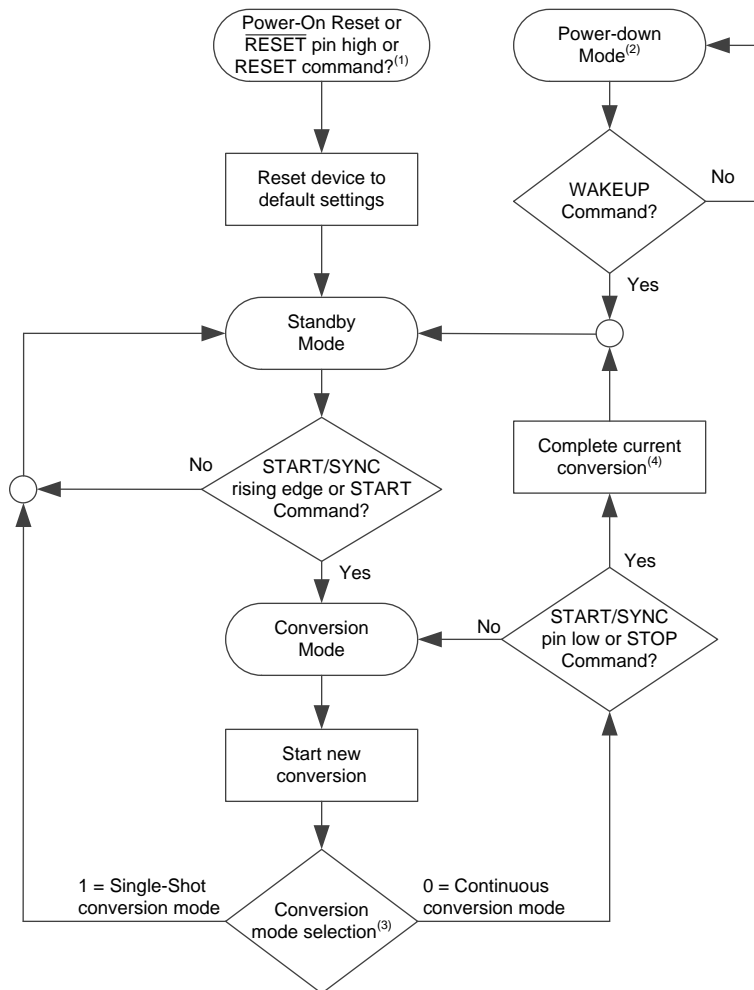 Power-On Reset or
RESET pin high or
RESET command?(1)
Power-down
Mode(2)
Reset device to
default settings
WAKEUP
Command?
No
Yes
Standby
Mode
No
START/SYNC
rising edge or START
Command?
Yes
Complete current
conversion(4)
Yes
Conversion
Mode
No
START/SYNC
pin low or STOP
Command?
Start new
conversion
1 = Single-Shot
conversion mode
0 = Continuous
conversion mode
Conversion
mode selection(3)